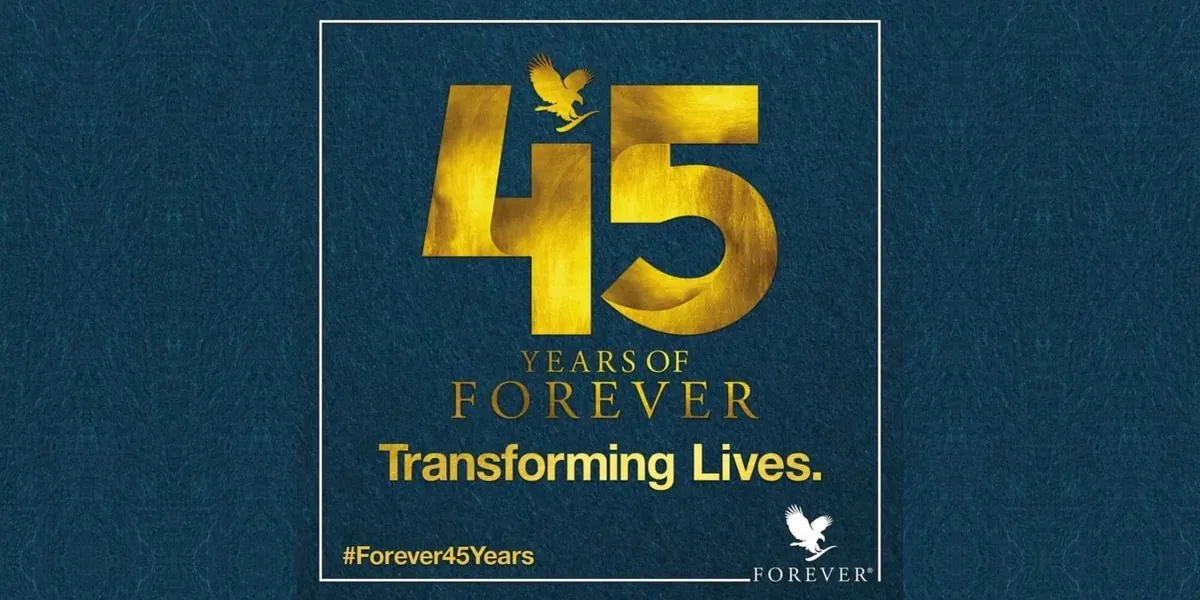 45
YEARS OF
FOREVER
Transforming Lives.
#Forever45Years
FOREVER®